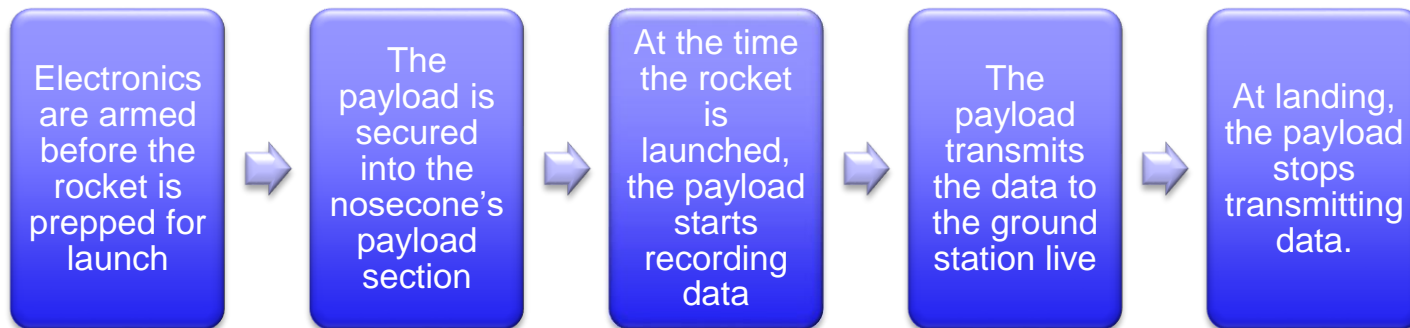 Electronics
are armed
before the
rocket is
prepped for
launch
The
payload is
secured
into the
nosecone's
payload
section
At the time
the rocket
is
launched,
the payload
starts
recording
data
The
payload
transmits
the data to
the ground
station live
At landing,
the payload
stops
transmitting
data.